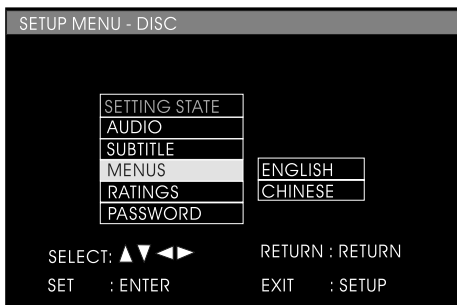 SETUP MENU - DISC
SETTING STATE
AUDIO
SUBTITLE
MENUS
ENGLISH
RATINGS
CHINESE
PASSWORD
SELECT: ▲▼◄► RETURN : RETURN
SET : ENTER EXIT : SETUP